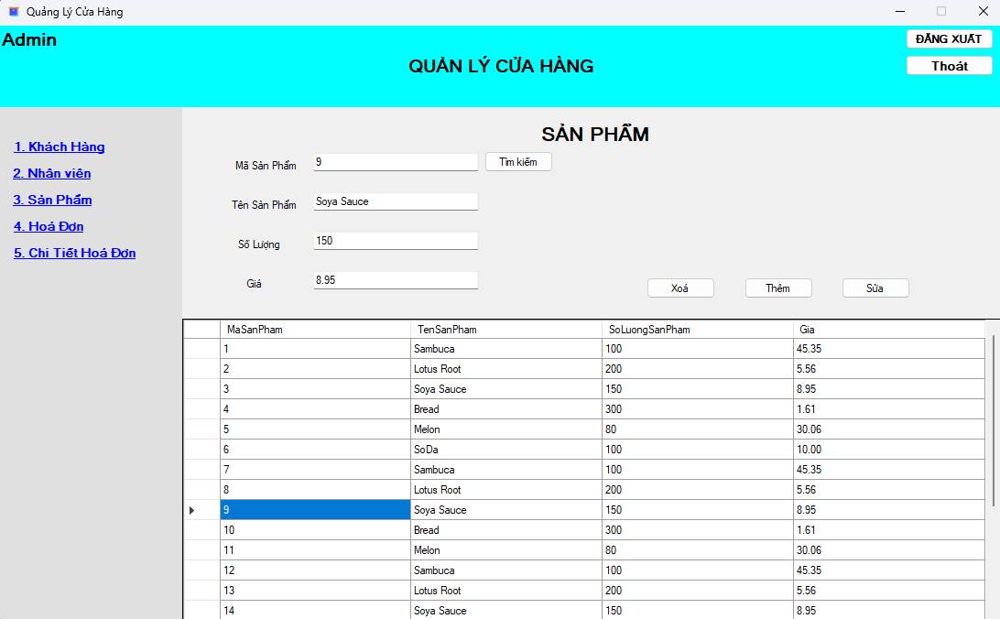 Quảng Lý Cửa Hàng
Admin
ĐĂNG XUẤT
QUẢN LÝ CỬA HÀNG
Thoát
1. Khách Hàng
2. Nhân viên
3. Sản Phẩm
4. Hoá Đơn
5. Chi Tiết Hoá Đơn
SẢN PHẨM
Mã Sản Phẩm 9 Tìm kiếm
Tên Sản Phẩm Soya Sauce
Số Lượng 150
Giá 8.95
Xoá Thêm Sửa
MaSanPham TenSanPham SoLuongSanPham Gia
1 Sambuca 100 45.35
2 Lotus Root 200 5.56
3 Soya Sauce 150 8.95
4 Bread 300 1.61
5 Melon 80 30.06
6 SoDa 100 10.00
7 Sambuca 100 45.35
8 Lotus Root 200 5.56
9 Soya Sauce 150 8.95
10 Bread 300 1.61
11 Melon 80 30.06
12 Sambuca 100 45.35
13 Lotus Root 200 5.56
14 Soya Sauce 150 8.95